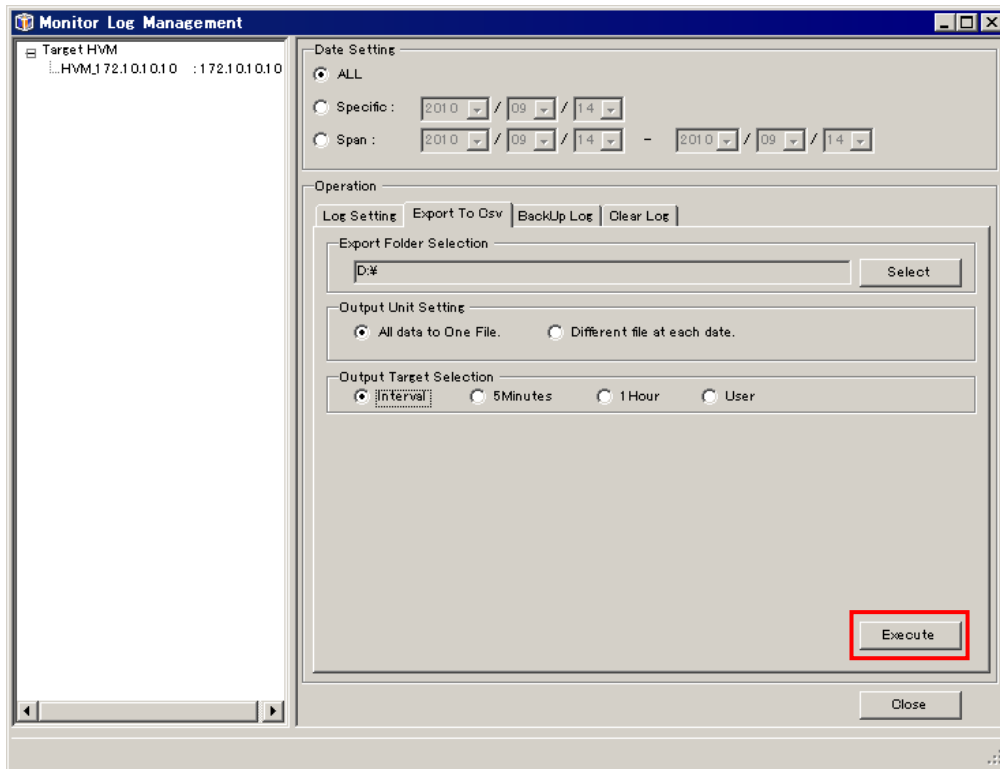 Monitor Log Management
Target HVM
HVM_172.10.10.10 :172.10.10.10
Date Setting
ALL
Specific : 2010 / 09 / 14
Span : 2010 / 09 / 14 - 2010 / 09 / 14
Operation
Log Setting Export To Csv BackUp Log Clear Log
Export Folder Selection
D:¥ Select
Output Unit Setting
All data to One File. Different file at each date.
Output Target Selection
Interval 5Minutes 1Hour User
Execute
Close